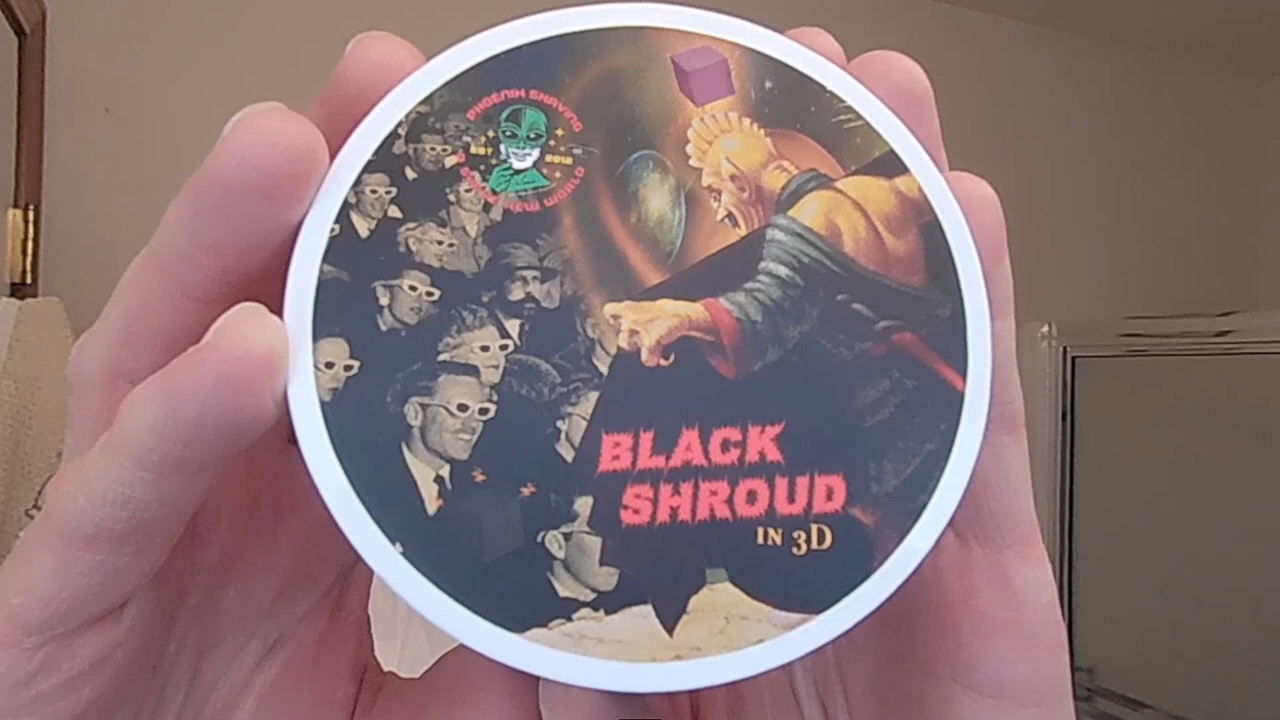 PHOENIX SHAVING
EST 2012
BRAVE NEW WORLD
BLACK
SHROUD
IN 3D